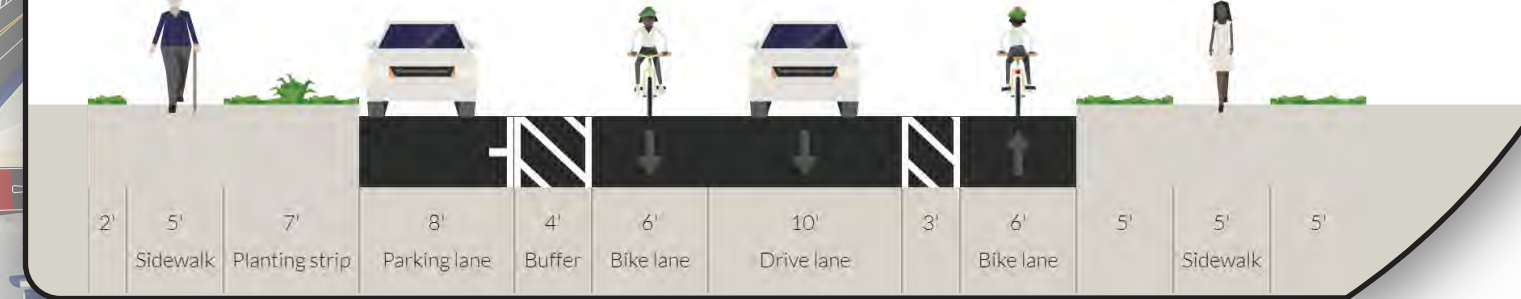 2' 5' 7' 8' 4' 6' 10' 3' 6' 5' 5' 5'
Sidewalk Planting strip Parking lane Buffer Bike lane Drive lane Bike lane Sidewalk